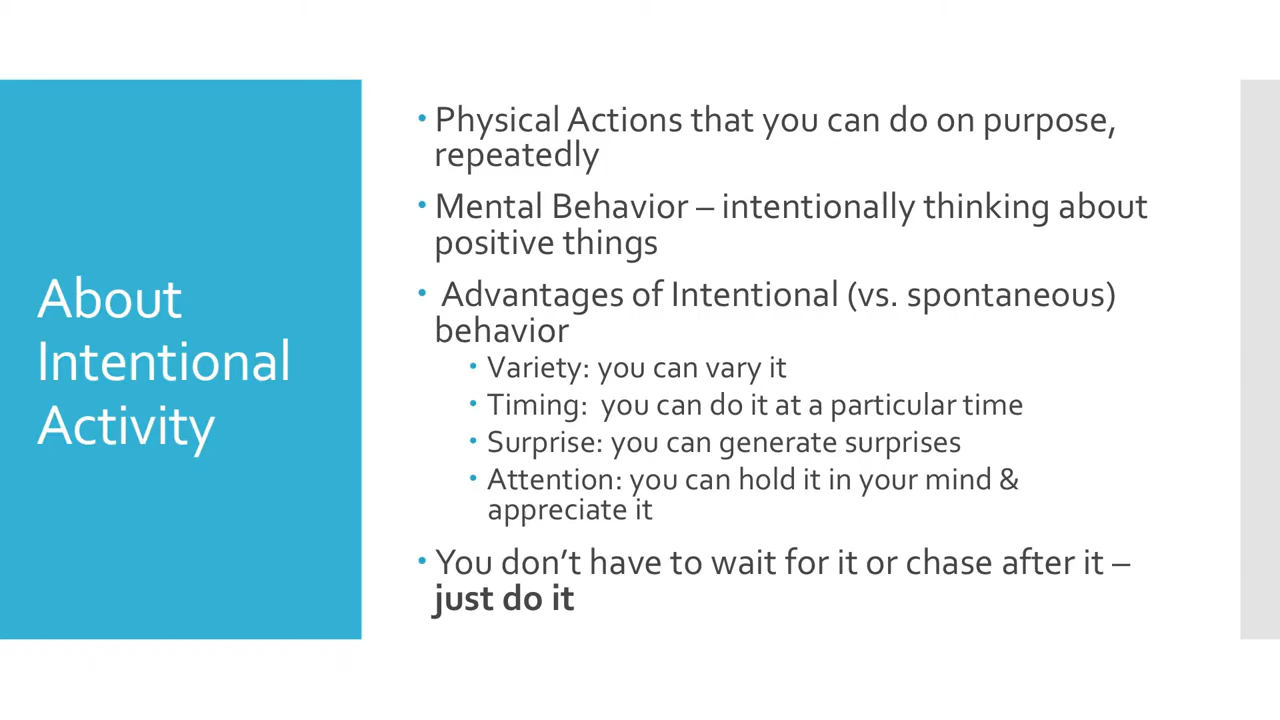 About
Intentional
Activity
• Physical Actions that you can do on purpose,
repeatedly
• Mental Behavior – intentionally thinking about
positive things
• Advantages of Intentional (vs. spontaneous)
behavior
• Variety: you can vary it
• Timing:  you can do it at a particular time
• Surprise: you can generate surprises
• Attention: you can hold it in your mind &
appreciate it
• You don’t have to wait for it or chase after it –
just do it